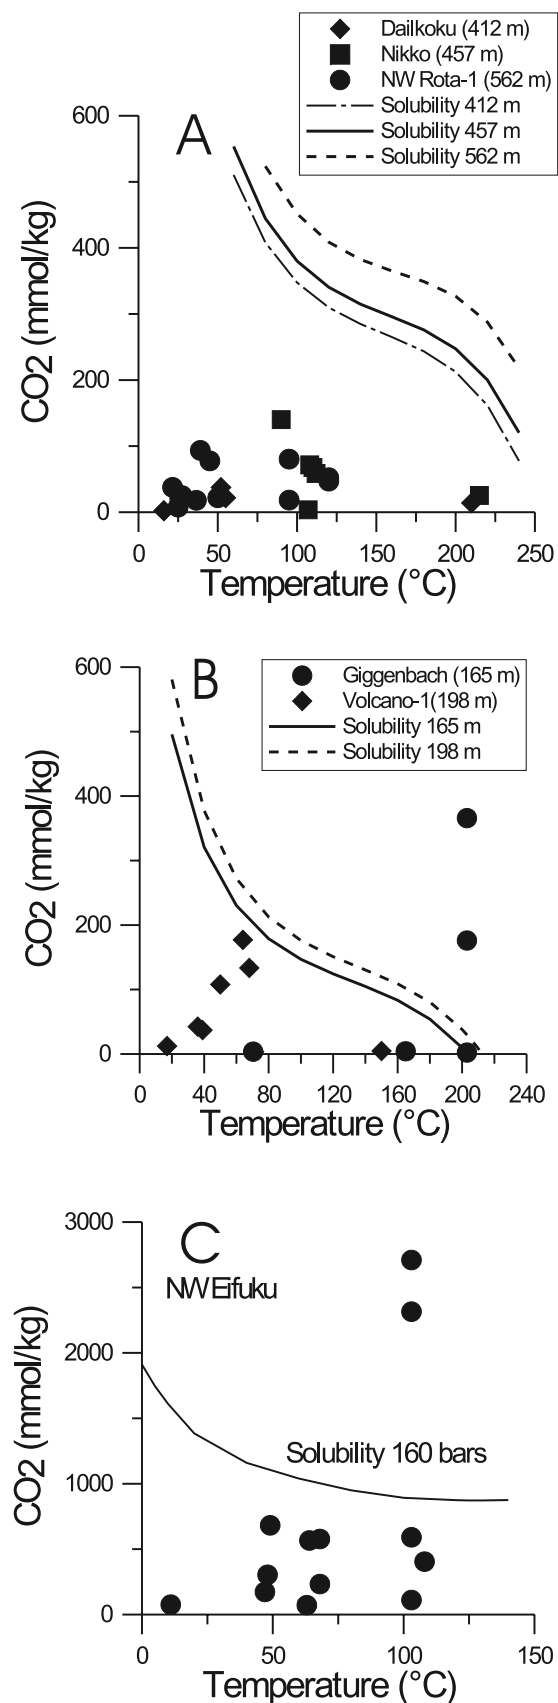 Dailkoku (412 m)
Nikko (457 m)
NW Rota-1 (562 m)
Solubility 412 m
Solubility 457 m
Solubility 562 m
A
600
400
200
0
CO2 (mmol/kg)
0 50 100 150 200 250
Temperature (°C)
B
Giggenbach (165 m)
Volcano-1(198 m)
Solubility 165 m
Solubility 198 m
600
400
200
0
CO2 (mmol/kg)
0 40 80 120 160 200 240
Temperature (°C)
C
NW Eifuku
3000
2000
1000
0
CO2 (mmol/kg)
Solubility 160 bars
0 50 100 150
Temperature (°C)